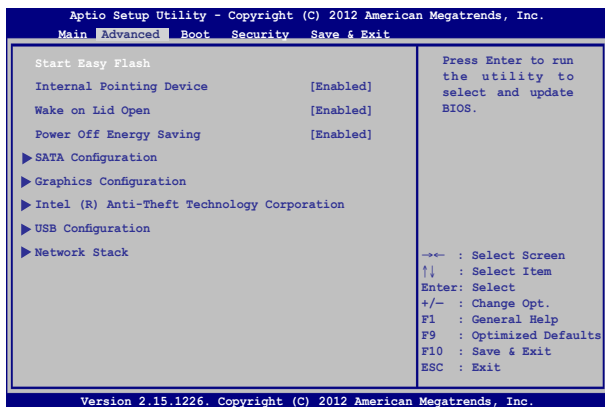 Aptio Setup Utility - Copyright (C) 2012 American Megatrends, Inc.
Main Advanced Boot Security Save & Exit
Start Easy Flash
Internal Pointing Device [Enabled]
Wake on Lid Open [Enabled]
Power Off Energy Saving [Enabled]
SATA Configuration
Graphics Configuration
Intel (R) Anti-Theft Technology Corporation
USB Configuration
Network Stack
Press Enter to run
the utility to
select and update
BIOS.
→← : Select Screen
↑↓ : Select Item
Enter: Select
+/— : Change Opt.
F1 : General Help
F9 : Optimized Defaults
F10 : Save & Exit
ESC : Exit
Version 2.15.1226. Copyright (C) 2012 American Megatrends, Inc.